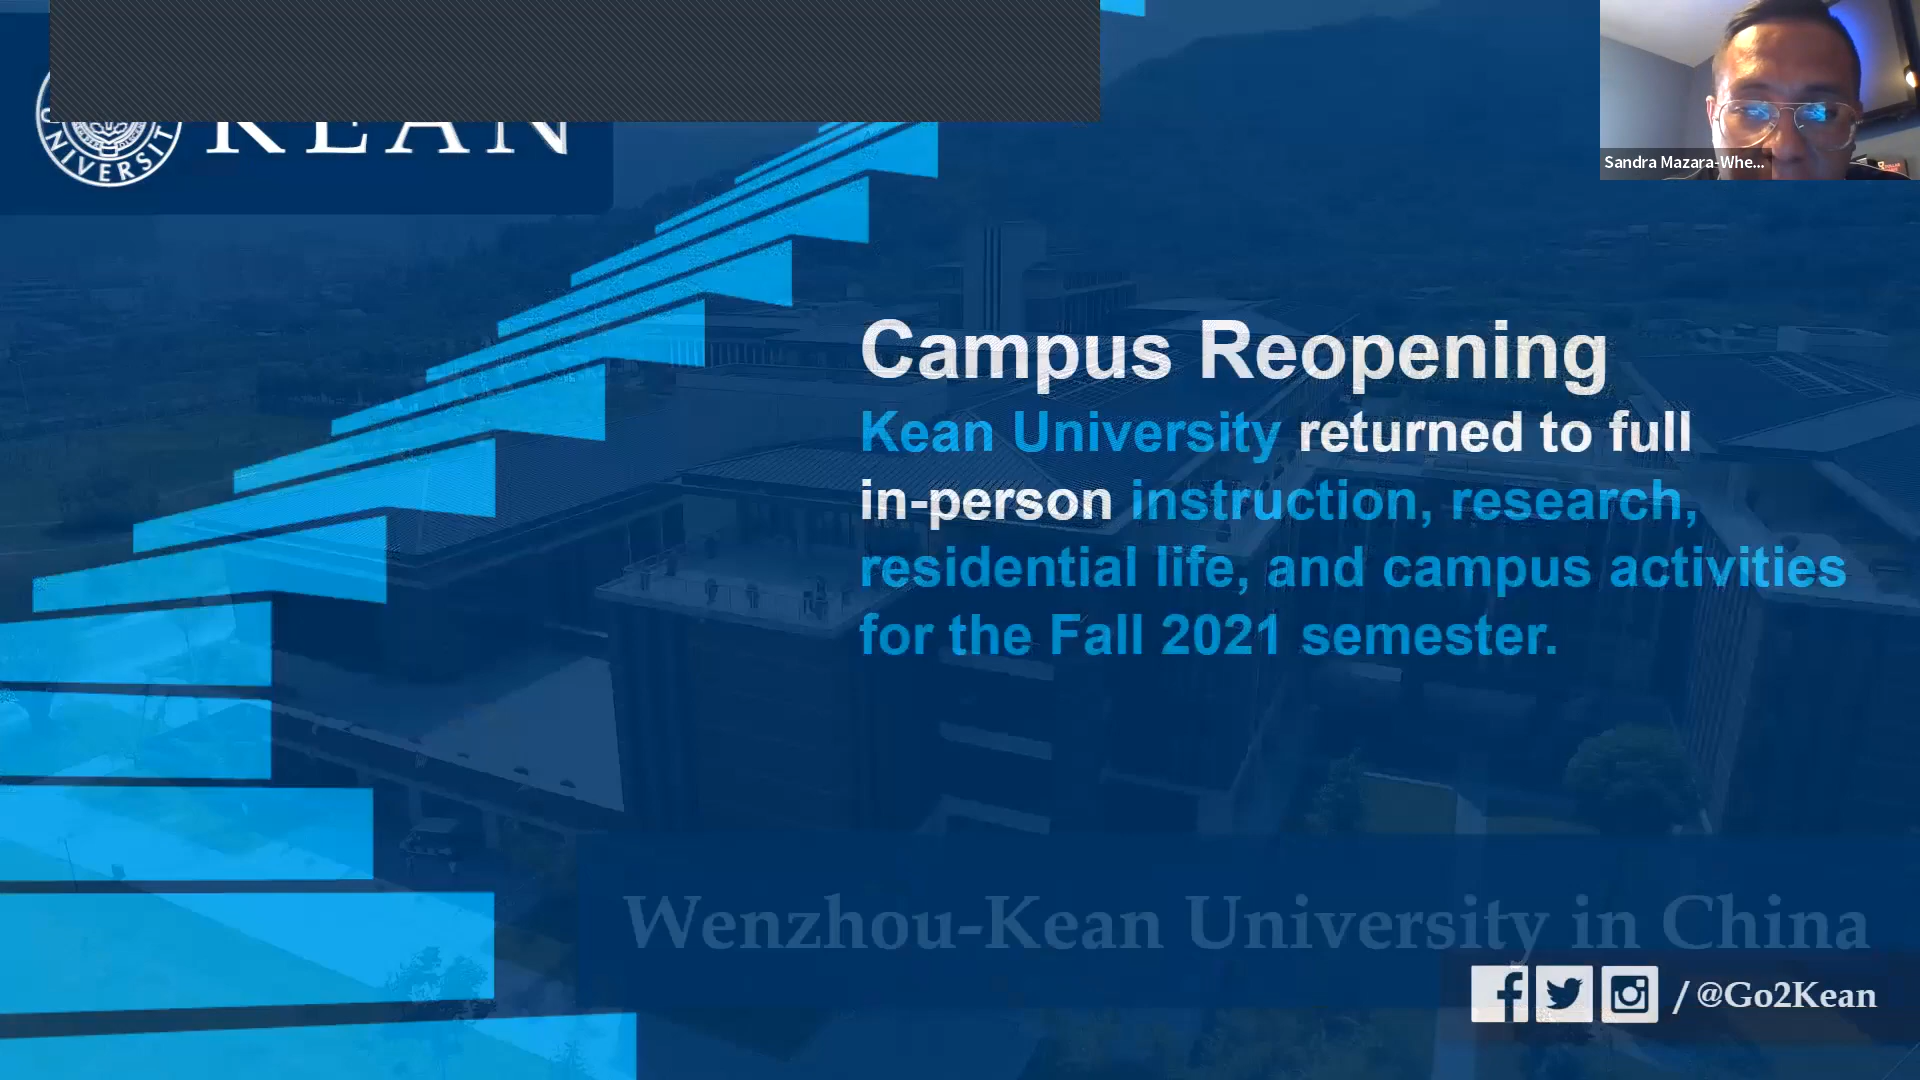 UNIVERSITY
KEAN
Sandra Mazara-Whe...
Campus Reopening
Kean University returned to full
in-person instruction, research,
residential life, and campus activities
for the Fall 2021 semester.
Wenzhou-Kean University in China
/ @Go2Kean